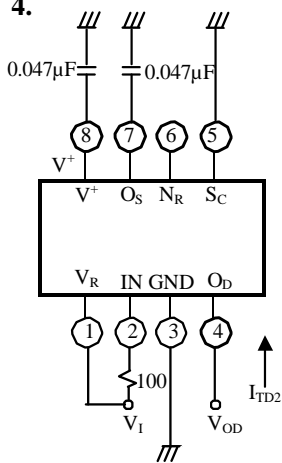 4.
0.047μF 0.047μF
8 7 6 5
V+
V+ OS NR SC
VR IN GND OD
1 2 3 4
100
ITD2
VI VOD